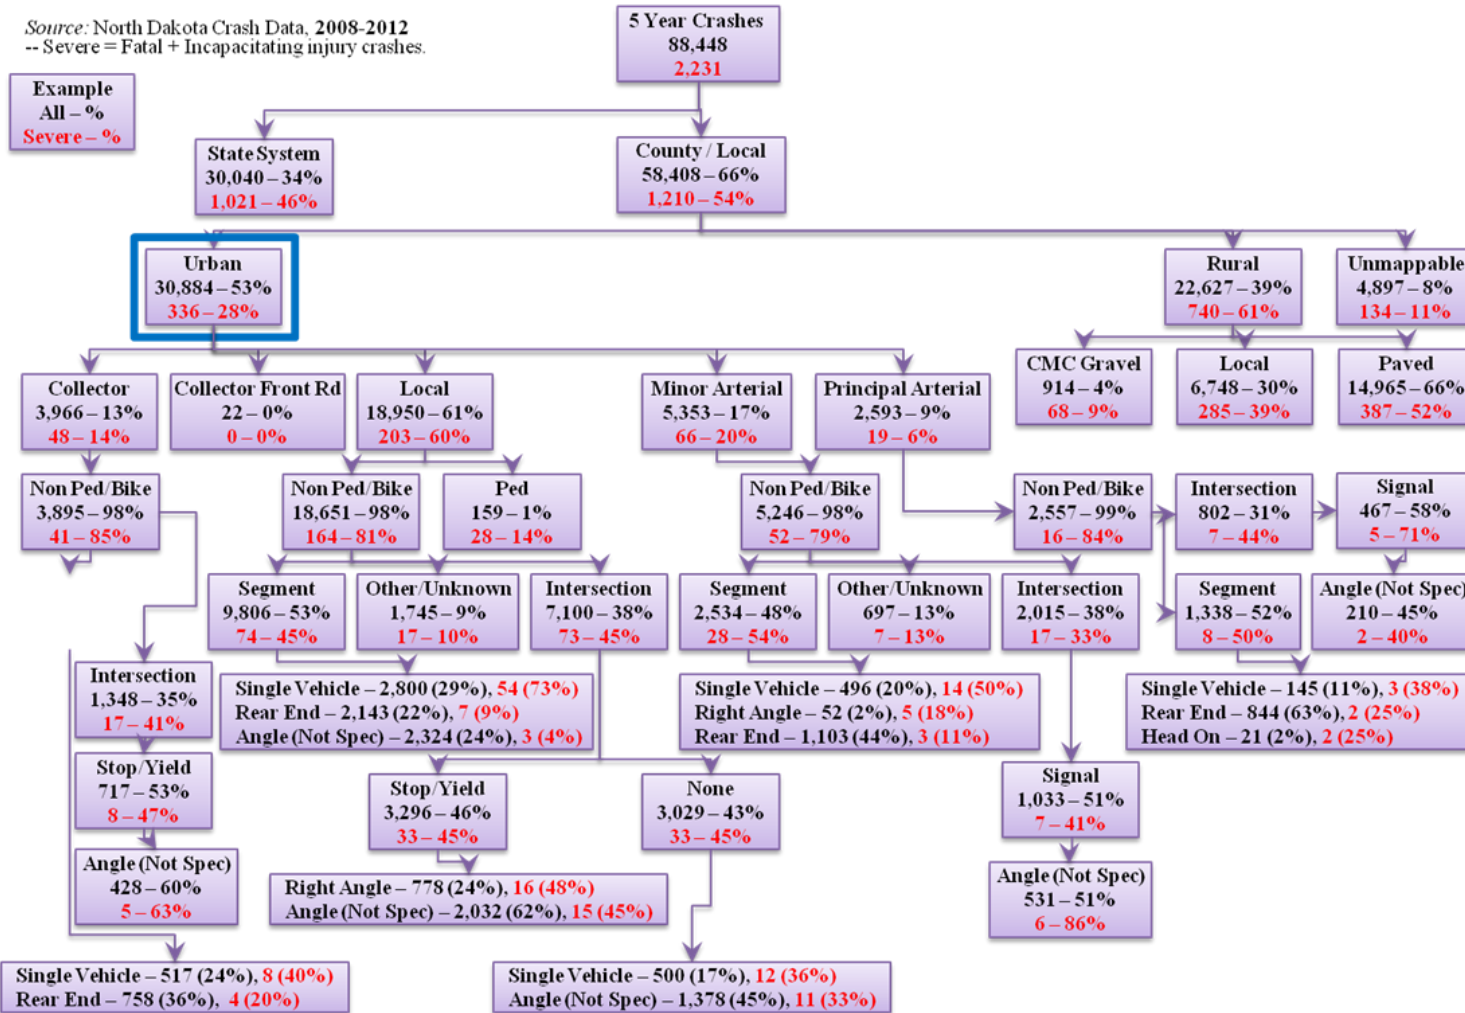 Source: North Dakota Crash Data, 2008-2012
-- Severe = Fatal + Incapacitating injury crashes.
5 Year Crashes
88,448
2,231
Example
All – %
Severe – %
State System
30,040 – 34%
1,021 – 46%
County / Local
58,408 – 66%
1,210 – 54%
Urban
30,884 – 53%
336 – 28%
Rural
22,627 – 39%
740 – 61%
Unmappable
4,897 – 8%
134 – 11%
Collector
3,966 – 13%
48 – 14%
Collector Front Rd
22 – 0%
0 – 0%
Local
18,950 – 61%
203 – 60%
Minor Arterial
5,353 – 17%
66 – 20%
Principal Arterial
2,593 – 9%
19 – 6%
CMC Gravel
914 – 4%
68 – 9%
Local
6,748 – 30%
285 – 39%
Paved
14,965 – 66%
387 – 52%
Non Ped/Bike
3,895 – 98%
41 – 85%
Non Ped/Bike
18,651 – 98%
164 – 81%
Ped
159 – 1%
28 – 14%
Non Ped/Bike
5,246 – 98%
52 – 79%
Non Ped/Bike
2,557 – 99%
16 – 84%
Intersection
802 – 31%
7 – 44%
Signal
467 – 58%
5 – 71%
Segment
9,806 – 53%
74 – 45%
Other/Unknown
1,745 – 9%
17 – 10%
Intersection
7,100 – 38%
73 – 45%
Segment
2,534 – 48%
28 – 54%
Other/Unknown
697 – 13%
7 – 13%
Intersection
2,015 – 38%
17 – 33%
Segment
1,338 – 52%
8 – 50%
Angle (Not Spec)
210 – 45%
2 – 40%
Intersection
1,348 – 35%
17 – 41%
Single Vehicle – 2,800 (29%), 54 (73%)
Rear End – 2,143 (22%), 7 (9%)
Angle (Not Spec) – 2,324 (24%), 3 (4%)
Single Vehicle – 496 (20%), 14 (50%)
Right Angle – 52 (2%), 5 (18%)
Rear End – 1,103 (44%), 3 (11%)
Single Vehicle – 145 (11%), 3 (38%)
Rear End – 844 (63%), 2 (25%)
Head On – 21 (2%), 2 (25%)
Stop/Yield
717 – 53%
8 – 47%
Stop/Yield
3,296 – 46%
33 – 45%
None
3,029 – 43%
33 – 45%
Signal
1,033 – 51%
7 – 41%
Angle (Not Spec)
428 – 60%
5 – 63%
Right Angle – 778 (24%), 16 (48%)
Angle (Not Spec) – 2,032 (62%), 15 (45%)
Angle (Not Spec)
531 – 51%
6 – 86%
Single Vehicle – 517 (24%), 8 (40%)
Rear End – 758 (36%), 4 (20%)
Single Vehicle – 500 (17%), 12 (36%)
Angle (Not Spec) – 1,378 (45%), 11 (33%)